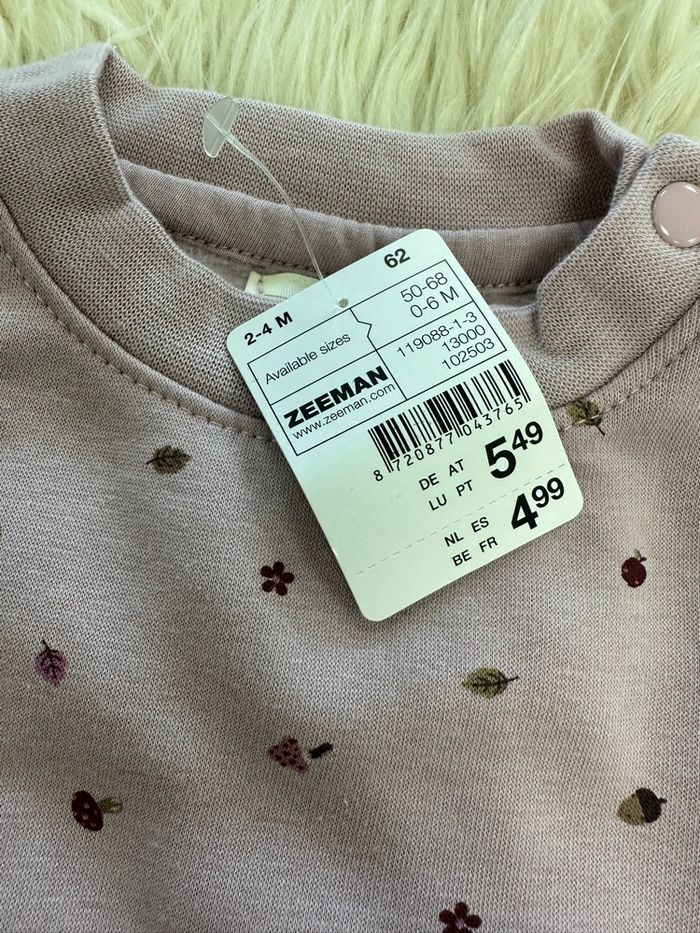 62
2-4 M
Available sizes
50-68
0-6 M
ZEEMAN
www.zeeman.com
119088-1-3
13000
102503
8 720877 043765
DE AT
LU PT
5 49
NL ES
BE FR
4 99